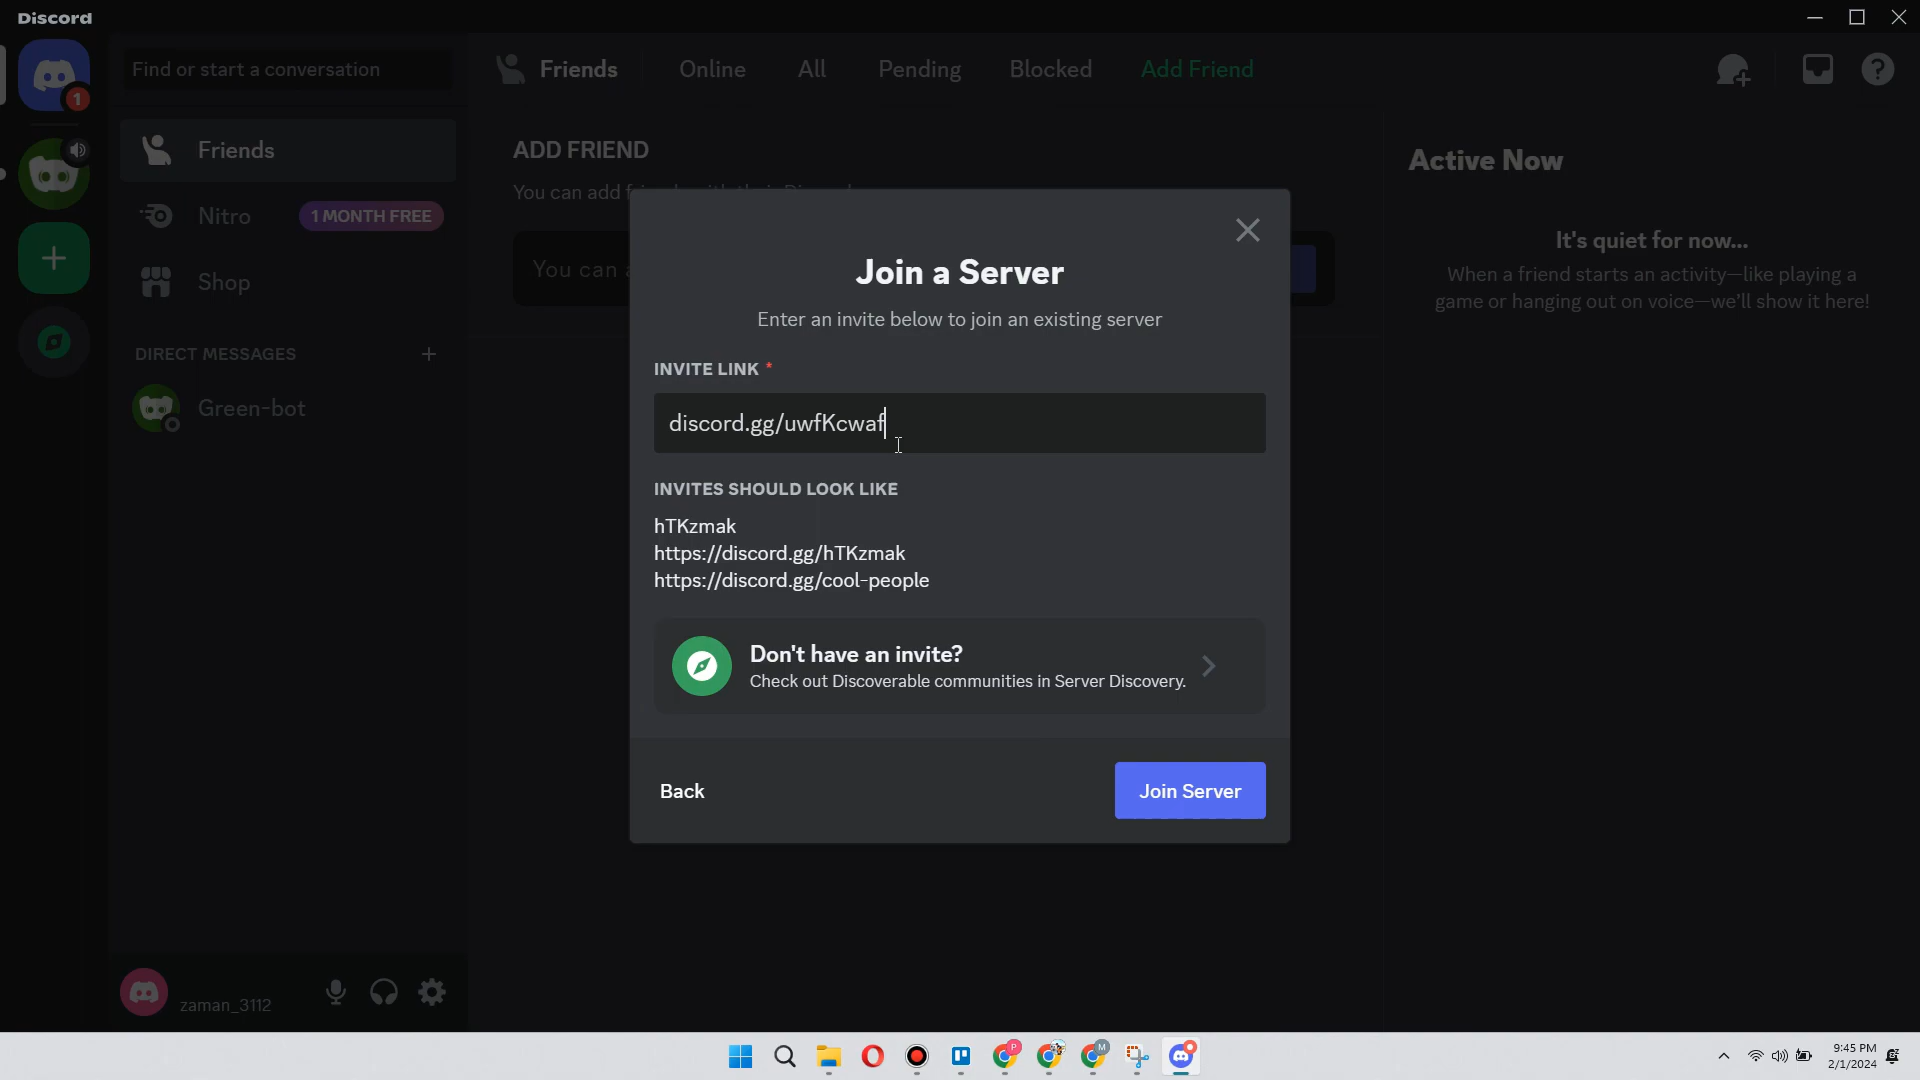 Discord
Find or start a conversation
Friends
Online
All
Pending
Blocked
Add Friend
1
Friends
Nitro
1 MONTH FREE
Shop
DIRECT MESSAGES
Green-bot
ADD FRIEND
You can add
You can
Active Now
It's quiet for now...
When a friend starts an activity—like playing a
game or hanging out on voice—we'll show it here!
Join a Server
Enter an invite below to join an existing server
INVITE LINK *
discord.gg/uwfKcwaf
INVITES SHOULD LOOK LIKE
hTKzmak
https://discord.gg/hTKzmak
https://discord.gg/cool-people
Don't have an invite?
Check out Discoverable communities in Server Discovery.
Back
Join Server
zaman_3112
P
M
9:45 PM
2/1/2024